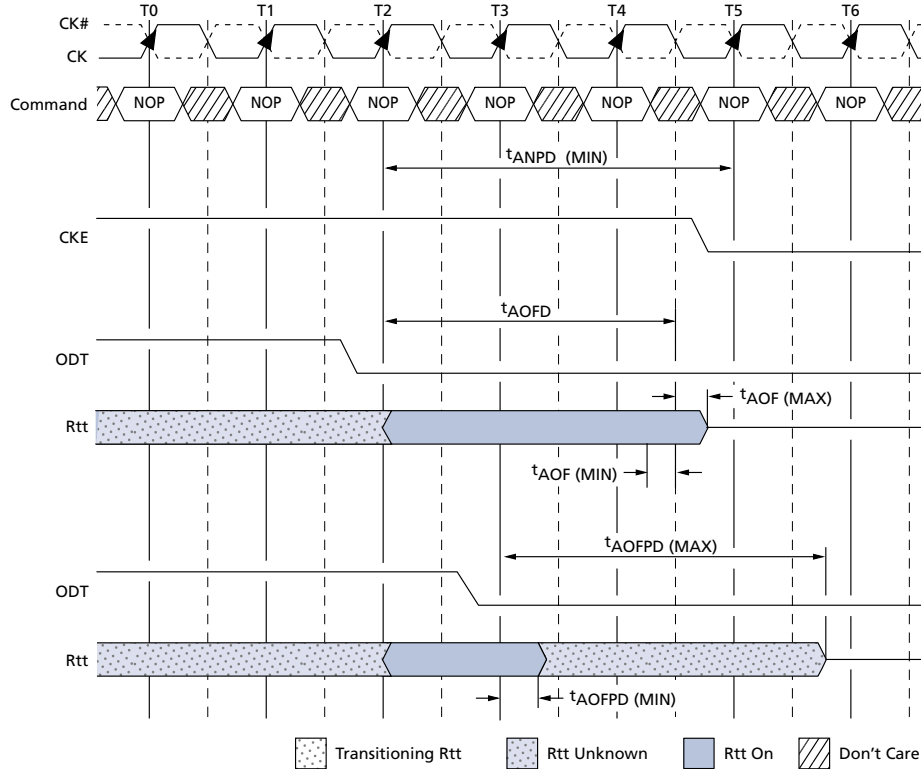 T0 T1 T2 T3 T4 T5 T6
CK#
CK
Command NOP NOP NOP NOP NOP NOP NOP
tANPD (MIN)
CKE
tAOFD
ODT
tAOF (MAX)
Rtt
tAOF (MIN)
tAOFPD (MAX)
ODT
Rtt
tAOFPD (MIN)
Transitioning Rtt Rtt Unknown Rtt On Don't Care